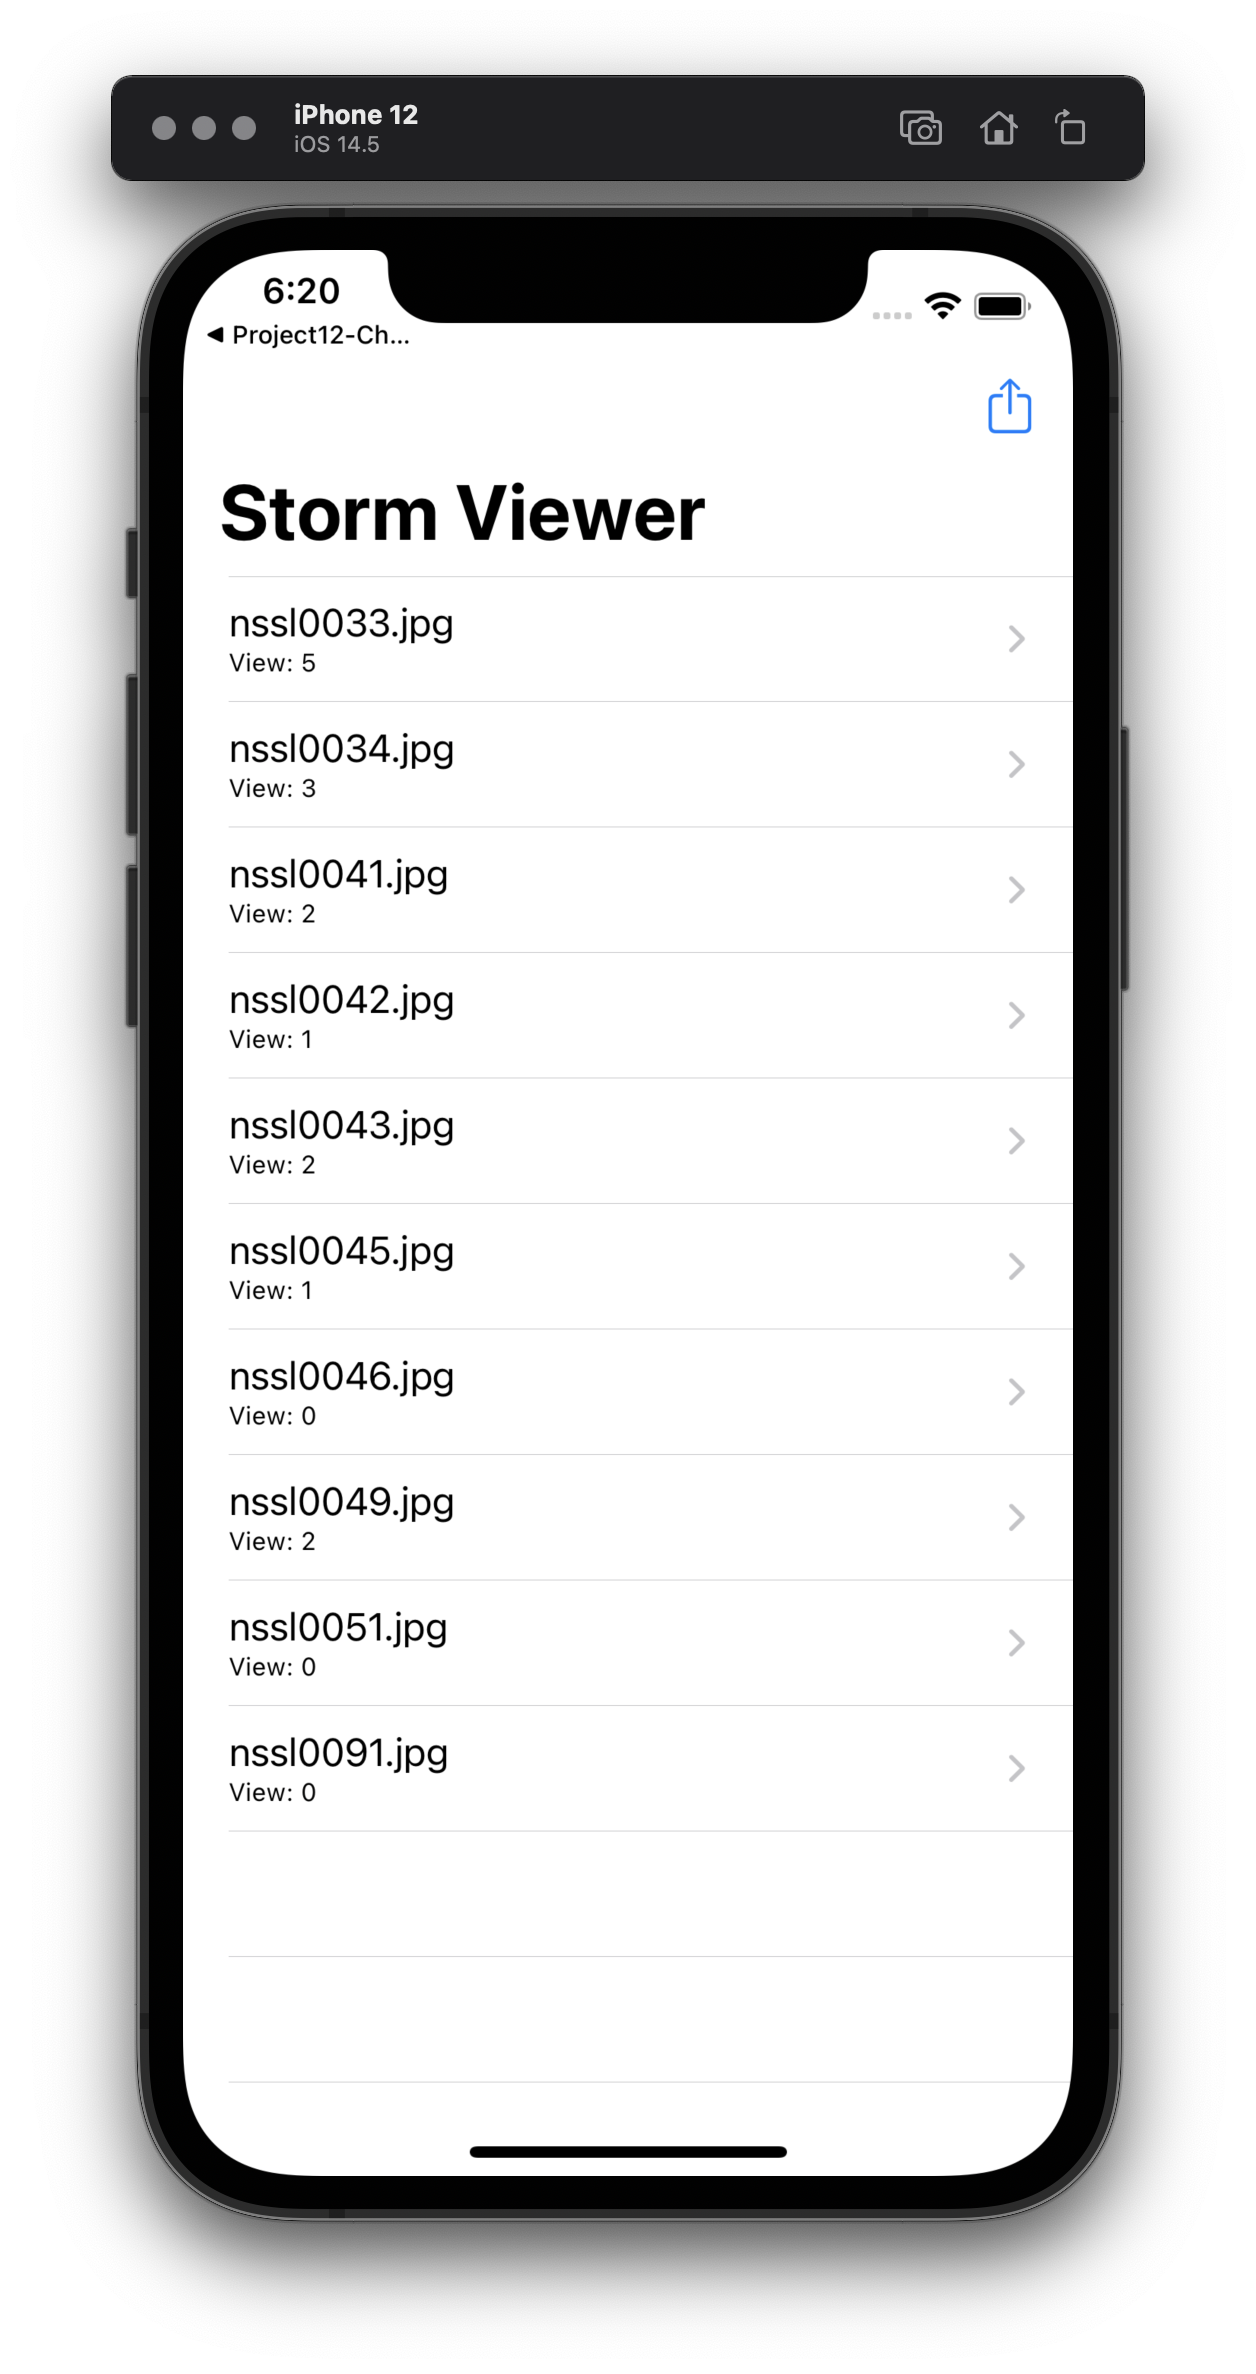 iPhone 12
iOS 14.5
6:20
Project12-Ch...
Storm Viewer
nssl0033.jpg
View: 5
nssl0034.jpg
View: 3
nssl0041.jpg
View: 2
nssl0042.jpg
View: 1
nssl0043.jpg
View: 2
nssl0045.jpg
View: 1
nssl0046.jpg
View: 0
nssl0049.jpg
View: 2
nssl0051.jpg
View: 0
nssl0091.jpg
View: 0